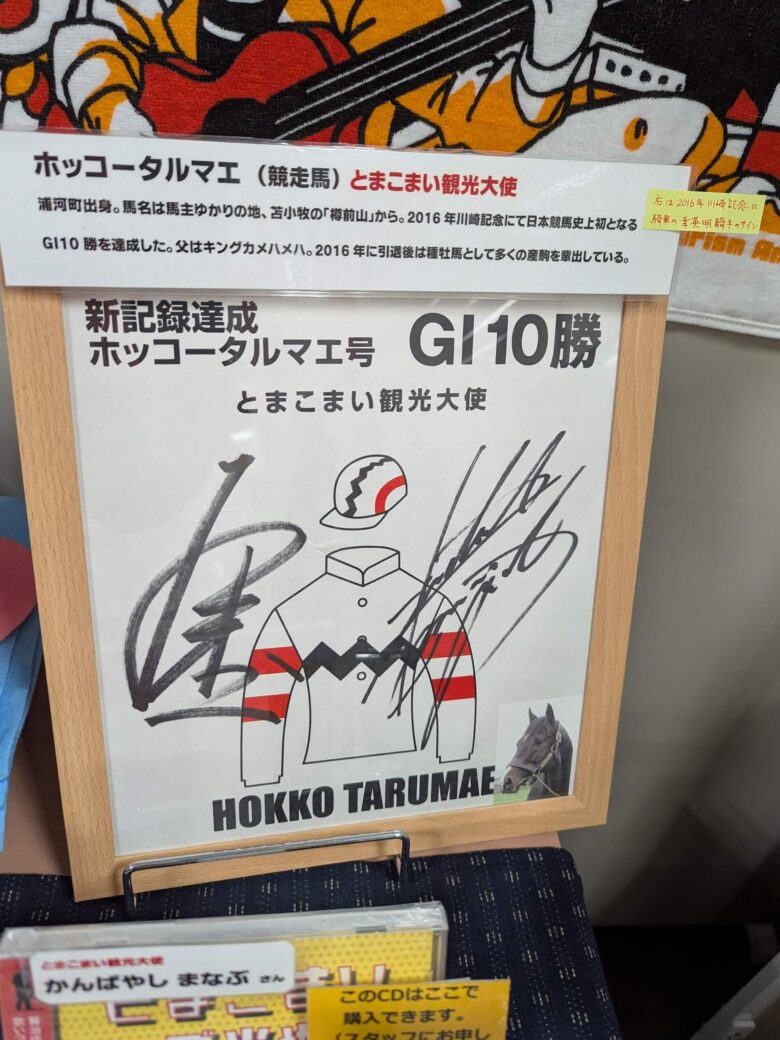 ホッコータルマエ（競走馬）とまこまい観光大使
浦河町出身。馬名は馬主ゆかりの地、苫小牧の「樽前山」から。2016年川崎記念にて日本競馬史上初となる
GI10勝を達成した。父はキングカメハメハ。2016年に引退後は種牡馬として多くの産駒を輩出している。
右は2016年川崎記念に
騎乗の幸英明騎手のサイン
新記録達成
ホッコータルマエ号 GI10勝
とまこまい観光大使
HOKKO TARUMAE
とまこまい観光大使
かんばやし まなぶ さん
とまこまい
このCDはここで
購入できます。